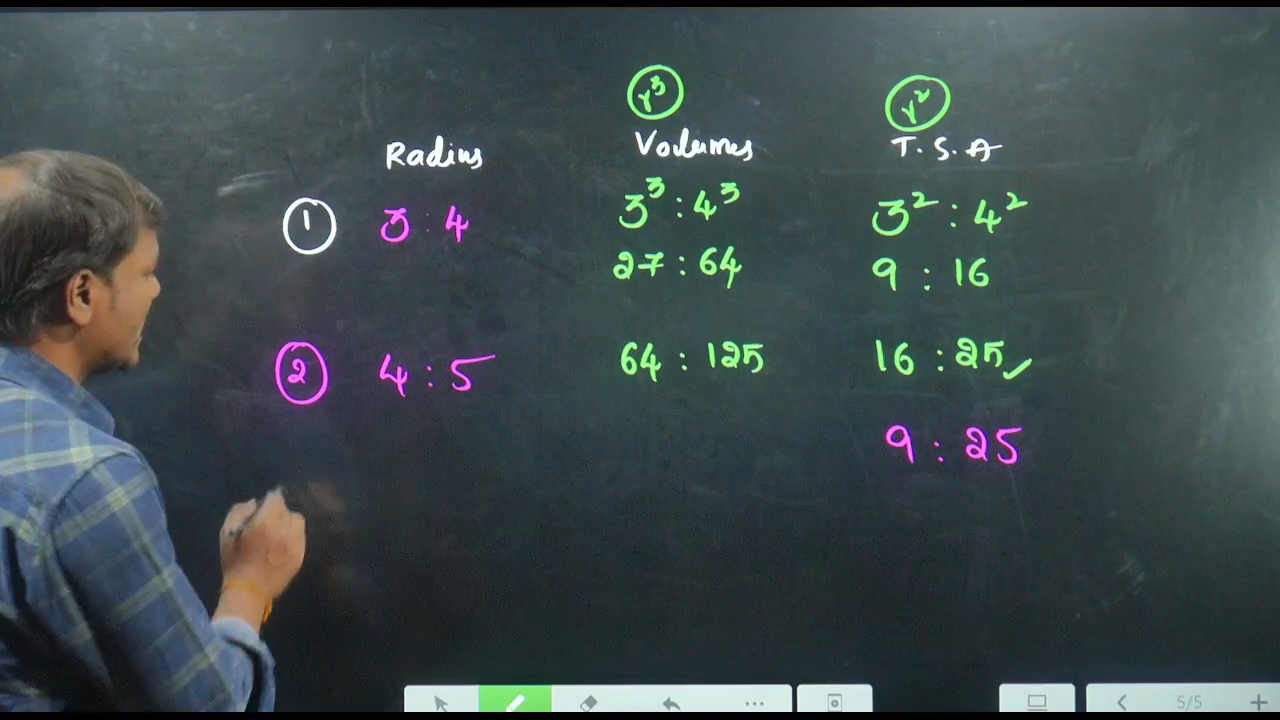 r³ r²
Radius Volumes T.S.A
1 3 : 4 3³ : 4³ 3² : 4²
27 : 64 9 : 16
2 4 : 5 64 : 125 16 : 25 ✓
9 : 25
5/5